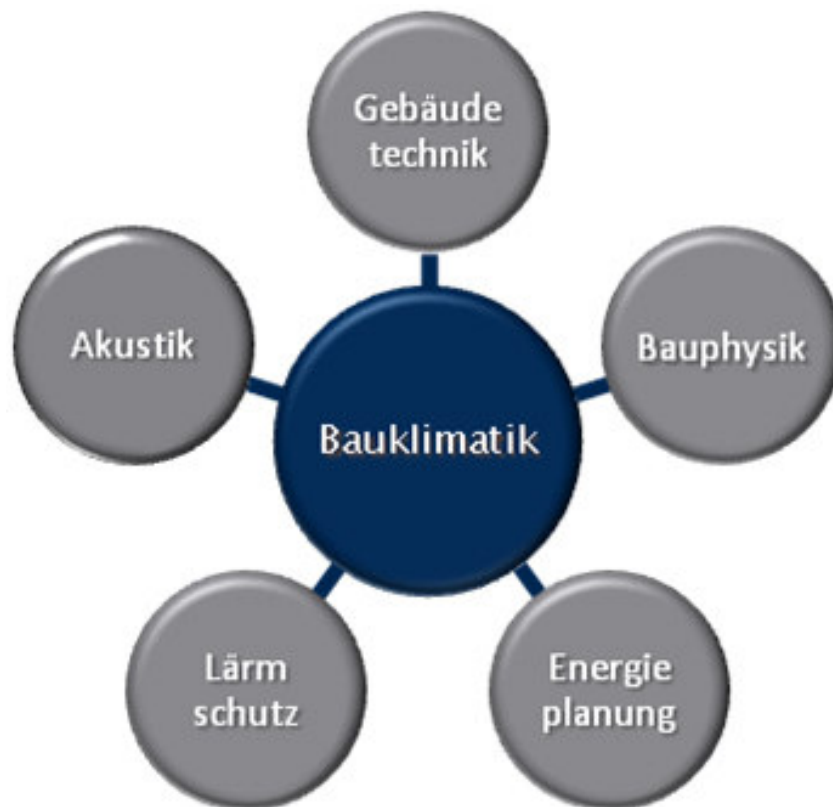 Gebäude
technik
Akustik
Bauphysik
Bauklimatik
Lärm
schutz
Energie
planung